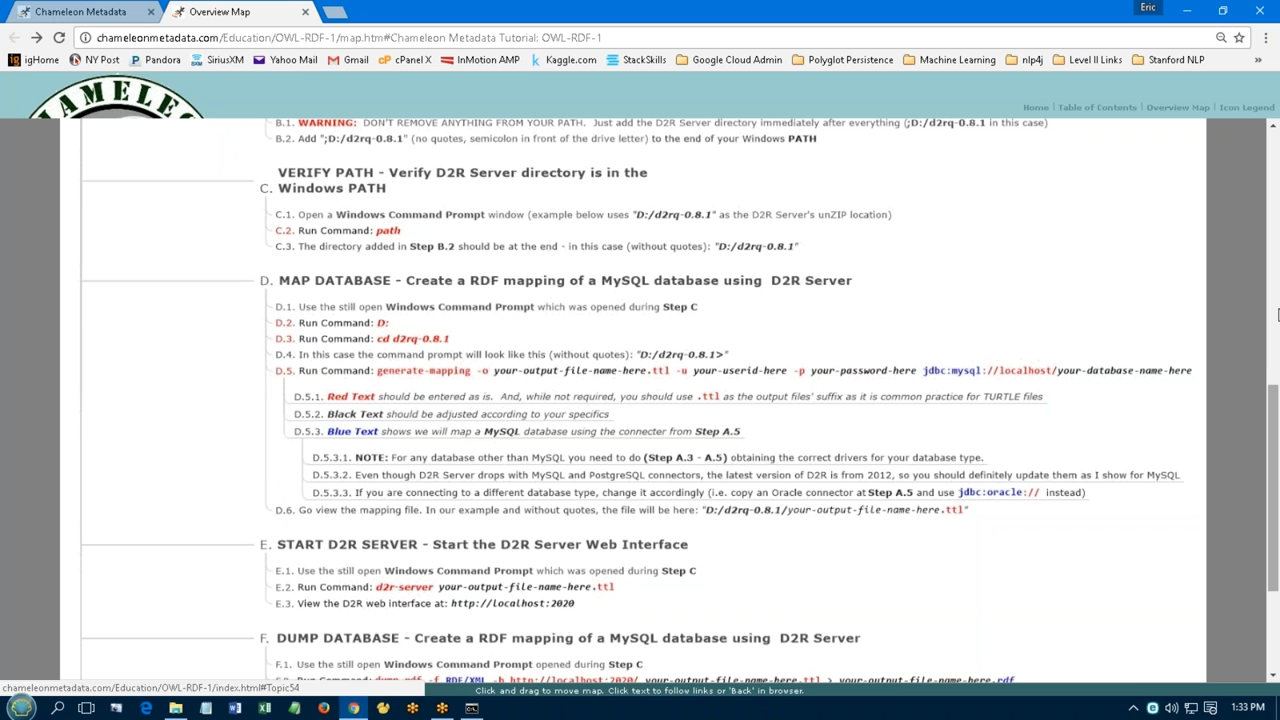 Chameleon Metadata
Overview Map
Eric
chameleonmetadata.com/Education/OWL-RDF-1/map.htm#Chameleon Metadata Tutorial: OWL-RDF-1
igHome
NY Post
Pandora
SiriusXM
Yahoo Mail
Gmail
cPanel X
InMotion AMP
Kaggle.com
StackSkills
Google Cloud Admin
Polyglot Persistence
Machine Learning
nlp4j
Level II Links
Stanford NLP
»
CHAMELEO
Home | Table of Contents | Overview Map | Icon Legend
B.1. WARNING: DON'T REMOVE ANYTHING FROM YOUR PATH. Just add the D2R Server directory immediately after everything (;D:/d2rq-0.8.1 in this case)
B.2. Add ";D:/d2rq-0.8.1" (no quotes, semicolon in front of the drive letter) to the end of your Windows PATH
VERIFY PATH - Verify D2R Server directory is in the
C. Windows PATH
C.1. Open a Windows Command Prompt window (example below uses "D:/d2rq-0.8.1" as the D2R Server's unZIP location)
C.2. Run Command: path
C.3. The directory added in Step B.2 should be at the end - in this case (without quotes): "D:/d2rq-0.8.1"
D. MAP DATABASE - Create a RDF mapping of a MySQL database using D2R Server
D.1. Use the still open Windows Command Prompt which was opened during Step C
D.2. Run Command: D:
D.3. Run Command: cd d2rq-0.8.1
D.4. In this case the command prompt will look like this (without quotes): "D:/d2rq-0.8.1>"
D.5. Run Command: generate-mapping -o your-output-file-name-here.ttl -u your-userid-here -p your-password-here jdbc:mysql://localhost/your-database-name-here
D.5.1. Red Text should be entered as is. And, while not required, you should use .ttl as the output files' suffix as it is common practice for TURTLE files
D.5.2. Black Text should be adjusted according to your specifics
D.5.3. Blue Text shows we will map a MySQL database using the connecter from Step A.5
D.5.3.1. NOTE: For any database other than MySQL you need to do (Step A.3 - A.5) obtaining the correct drivers for your database type.
D.5.3.2. Even though D2R Server drops with MySQL and PostgreSQL connectors, the latest version of D2R is from 2012, so you should definitely update them as I show for MySQL
D.5.3.3. If you are connecting to a different database type, change it accordingly (i.e. copy an Oracle connector at Step A.5 and use jdbc:oracle:// instead)
D.6. Go view the mapping file. In our example and without quotes, the file will be here: "D:/d2rq-0.8.1/your-output-file-name-here.ttl"
E. START D2R SERVER - Start the D2R Server Web Interface
E.1. Use the still open Windows Command Prompt which was opened during Step C
E.2. Run Command: d2r-server your-output-file-name-here.ttl
E.3. View the D2R web interface at: http://localhost:2020
F. DUMP DATABASE - Create a RDF mapping of a MySQL database using D2R Server
F.1. Use the still open Windows Command Prompt opened during Step C
F.2. Run Command: dump-rdf -f RDF/XML -b http://localhost:2020/ your-output-file-name-here.ttl > your-output-file-name-here.rdf
chameleonmetadata.com/Education/OWL-RDF-1/index.html#Topic54
Click and drag to move map. Click text to follow links or 'Back' in browser.
1:33 PM